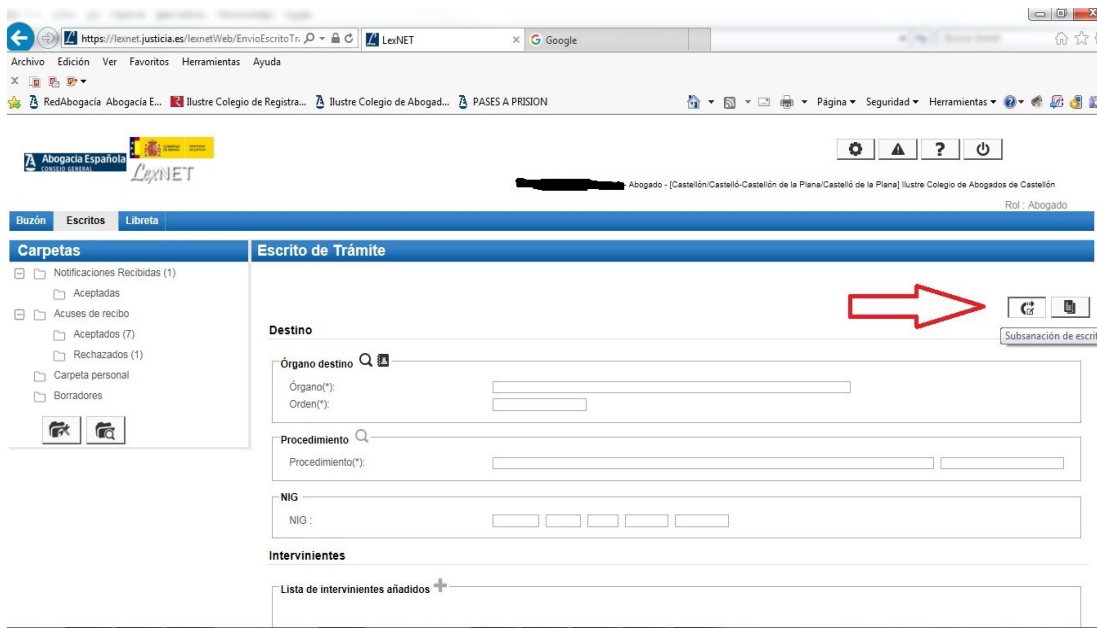 https://lexnet.justicia.es/lexnetWeb/EnvioEscritoTr
LexNET
Google
Archivo Edición Ver Favoritos Herramientas Ayuda
RedAbogacía Abogacía E... Ilustre Colegio de Registra... Ilustre Colegio de Abogad... PASES A PRISION
Página Seguridad Herramientas
Abogacía Española
CONSEJO GENERAL
LexNET
- Abogado - [Castellón/Castelló-Castellón de la Plana/Castelló de la Plana] Ilustre Colegio de Abogados de Castellón
Rol : Abogado
Buzón Escritos Libreta
Carpetas
Notificaciones Recibidas (1)
Aceptadas
Acuses de recibo
Aceptados (7)
Rechazados (1)
Carpeta personal
Borradores
Escrito de Trámite
Subsanación de escrit
Destino
Órgano destino
Órgano(*):
Orden(*):
Procedimiento
Procedimiento(*):
NIG
NIG :
Intervinientes
Lista de intervinientes añadidos